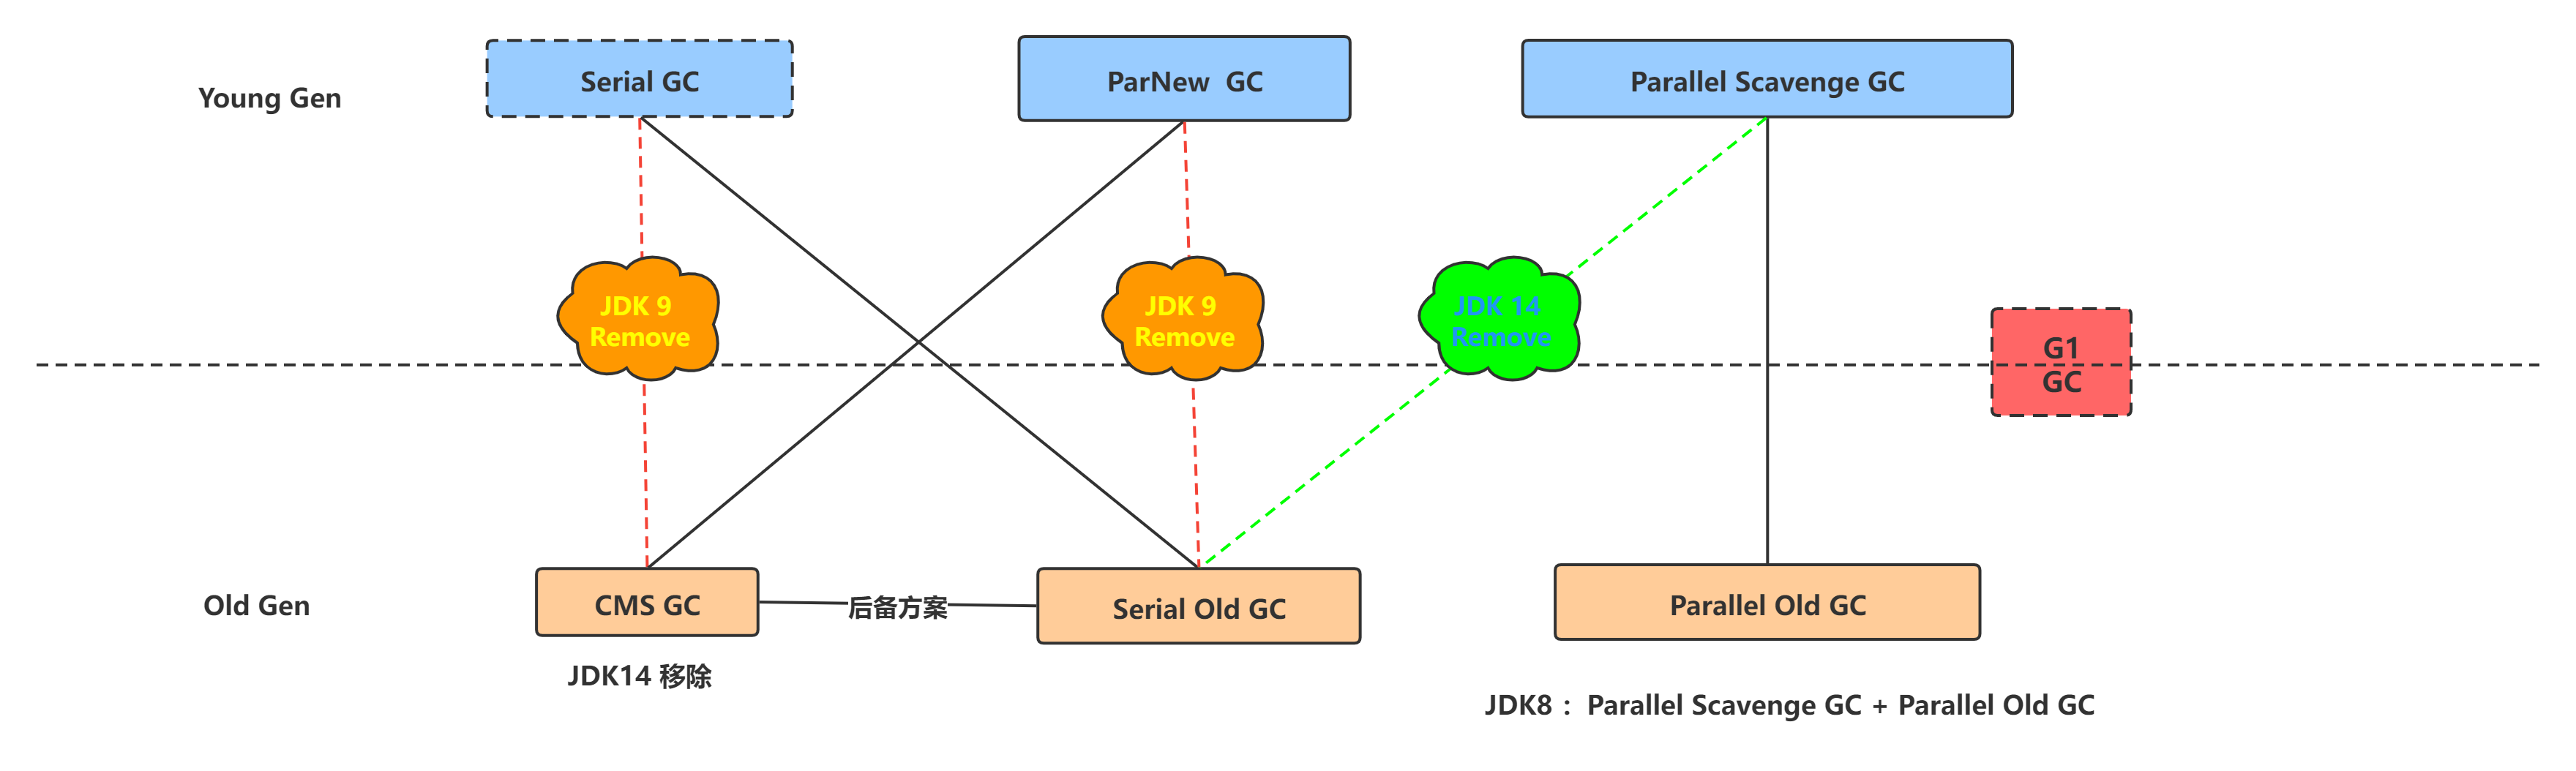 Serial GC
ParNew  GC
Parallel Scavenge GC
Young Gen
JDK 9
Remove
JDK 9
Remove
JDK 14
Remove
G1
GC
Old Gen
CMS GC
后备方案
Serial Old GC
Parallel Old GC
JDK14 移除
JDK8： Parallel Scavenge GC + Parallel Old GC